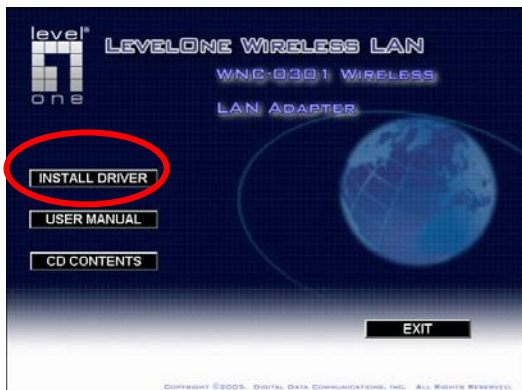 level®
one
LevelOne Wireless LAN
WNC-0301 Wireless
LAN Adapter
INSTALL DRIVER
USER MANUAL
CD CONTENTS
EXIT
Copyright ©2005. Digital Data Communications, Inc. All Rights Reserved.